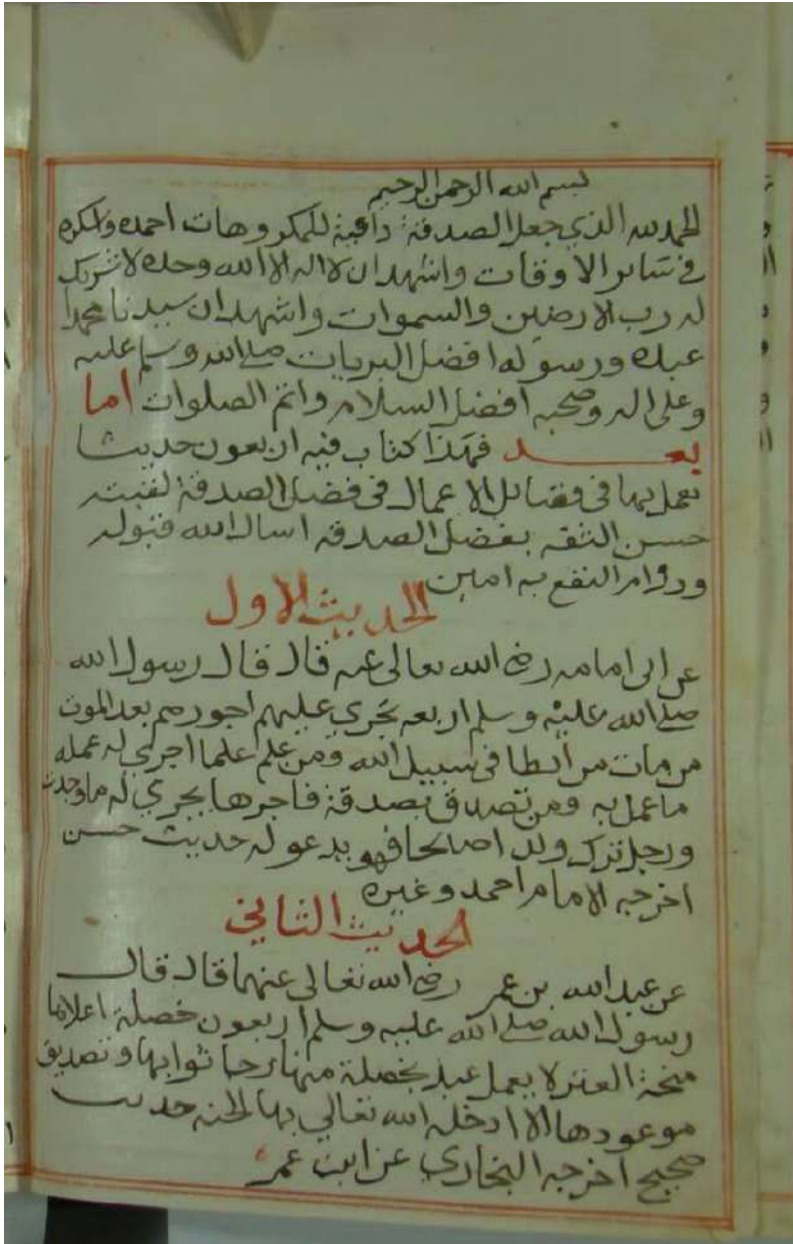 بسم الله الرحمن الرحيم
الحمد لله الذي جعل الصدقة دافعة للمكروهات احمده واشكره
في سائر الاوقات واشهد ان لا اله الا الله وحده لا شريك
له رب الارضين والسموات واشهد ان سيدنا محمدا
عبده ورسوله افضل البريات صلى الله وسلم عليه
وعلى اله وصحبه افضل السلام واتم الصلوات اما
بعد فهذا كتاب فيه اربعون حديثا
يعمل بها في فضائل الاعمال في فضل الصدقة لقبته
حسن الثقه بفضل الصدقه اسال الله قبوله
ودوام النفع به امين
الحديث الاول
عن ابي امامه رضي الله تعالى عنه قال قال رسول الله
صلى الله عليه وسلم اربعه تجري عليهم اجورهم بعد الموت
من مات مرابطا في سبيل الله ومن علم علما اجري له عمله
ما عمل به ومن تصدق بصدقة فاجرها يجري له ما وجدت
ورجل ترك ولدا صالحا فهو يدعو له حديث حسن
اخرجه الامام احمد وغيره
الحديث الثاني
عن عبد الله بن عمر رضي الله تعالى عنهما قال قال
رسول الله صلى الله عليه وسلم اربعون خصلة اعلاها
منحة العنز لا يعمل عبد بخصلة منها رجا ثوابها وتصديق
موعودها الا ادخله الله تعالى بها الجنه حديث
صحيح اخرجه البخاري عن ابن عمر